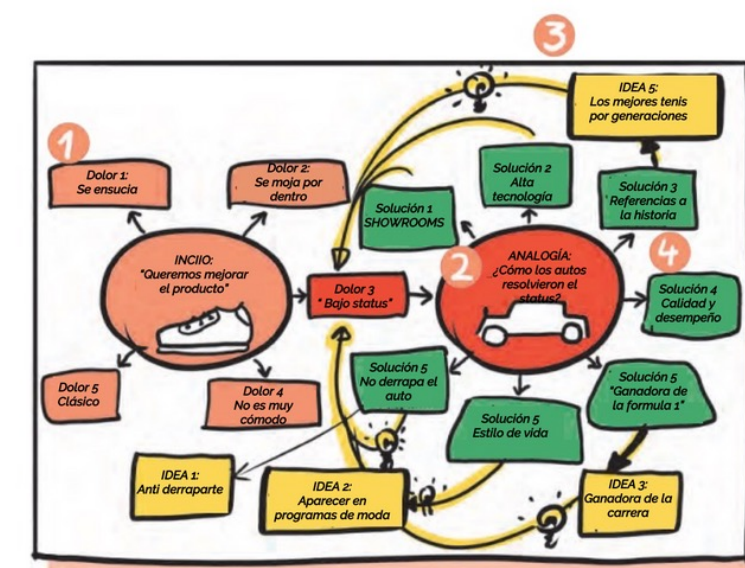 3
1
Dolor 1:
Se ensucia
Dolor 2:
Se moja por
dentro
INCIIO:
"Queremos mejorar
el producto"
Dolor 5
Clásico
Dolor 4
No es muy
cómodo
Dolor 3
" Bajo status"
2
ANALOGÍA:
¿Cómo los autos
resolvieron el
status?
Solución 1
SHOWROOMS
Solución 2
Alta
tecnología
Solución 3
Referencias a
la historia
4
Solución 4
Calidad y
desempeño
Solución 5
"Ganadora de
la formula 1"
Solución 5
Estilo de vida
Solución 5
No derrapa el
auto
IDEA 5:
Los mejores tenis
por generaciones
IDEA 1:
Anti derraparte
IDEA 2:
Aparecer en
programas de moda
IDEA 3:
Ganadora de la
carrera